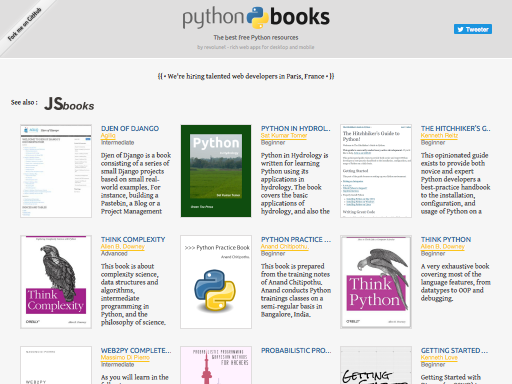 Fork me on GitHub
python books
The best free Python resources
by revolunet - rich web apps for desktop and mobile
Tweeter
{{ • We're hiring talented web developers in Paris, France • }}
See also : JSbooks
DJEN OF DJANGO
Agiliq
Intermediate
Djen of Django is a book
consisting of a series of
small Django projects
based on small real-
world examples. For
instance, building a
Pastebin, a Blog or a
Project Management
Python
Sat Kumar Tomer
Green Tea Press
PYTHON IN HYDROL...
Sat Kumar Tomer
Beginner
Python in Hydrology is
written for learning
Python using its
applications in
hydrology. The book
covers the basic
applications of
hydrology, and also the
The Hitchhiker's Guide to
Python!
Getting Started
THE HITCHHIKER'S G...
Kenneth Reitz
Beginner
This opinionated guide
exists to provide both
novice and expert
Python developers a
best-practice handbook
to the installation,
configuration, and
usage of Python on a
Think
Complexity
O'REILLY
Allen B. Downey
THINK COMPLEXITY
Allen B. Downey
Advanced
This book is about
complexity science,
data structures and
algorithms,
intermediate
programming in
Python, and the
philosophy of science.
>>> Python Practice Book
Anand Chitipothu
PYTHON PRACTICE ...
Anand Chitipothu,
Beginner
This book is prepared
from the training notes
of Anand Chitipothu.
Anand conducts Python
trainings classes on a
semi-regular basis in
Bangalore, India.
Think
Python
O'REILLY
Allen B. Downey
THINK PYTHON
Allen B. Downey
Beginner
A very exhaustive book
covering most of the
language features, from
datatypes to OOP and
debugging.
WEB2PY
WEB2PY COMPLETE...
Massimo Di Pierro
Intermediate
As you will learn in the
PROBABILISTIC PROGRAMMING
&
BAYESIAN METHODS
FOR HACKERS
PROBABILISTIC PRO...
GETTING STARTED
GETTING STARTED ...
Kenneth Love
Beginner
Getting Started with